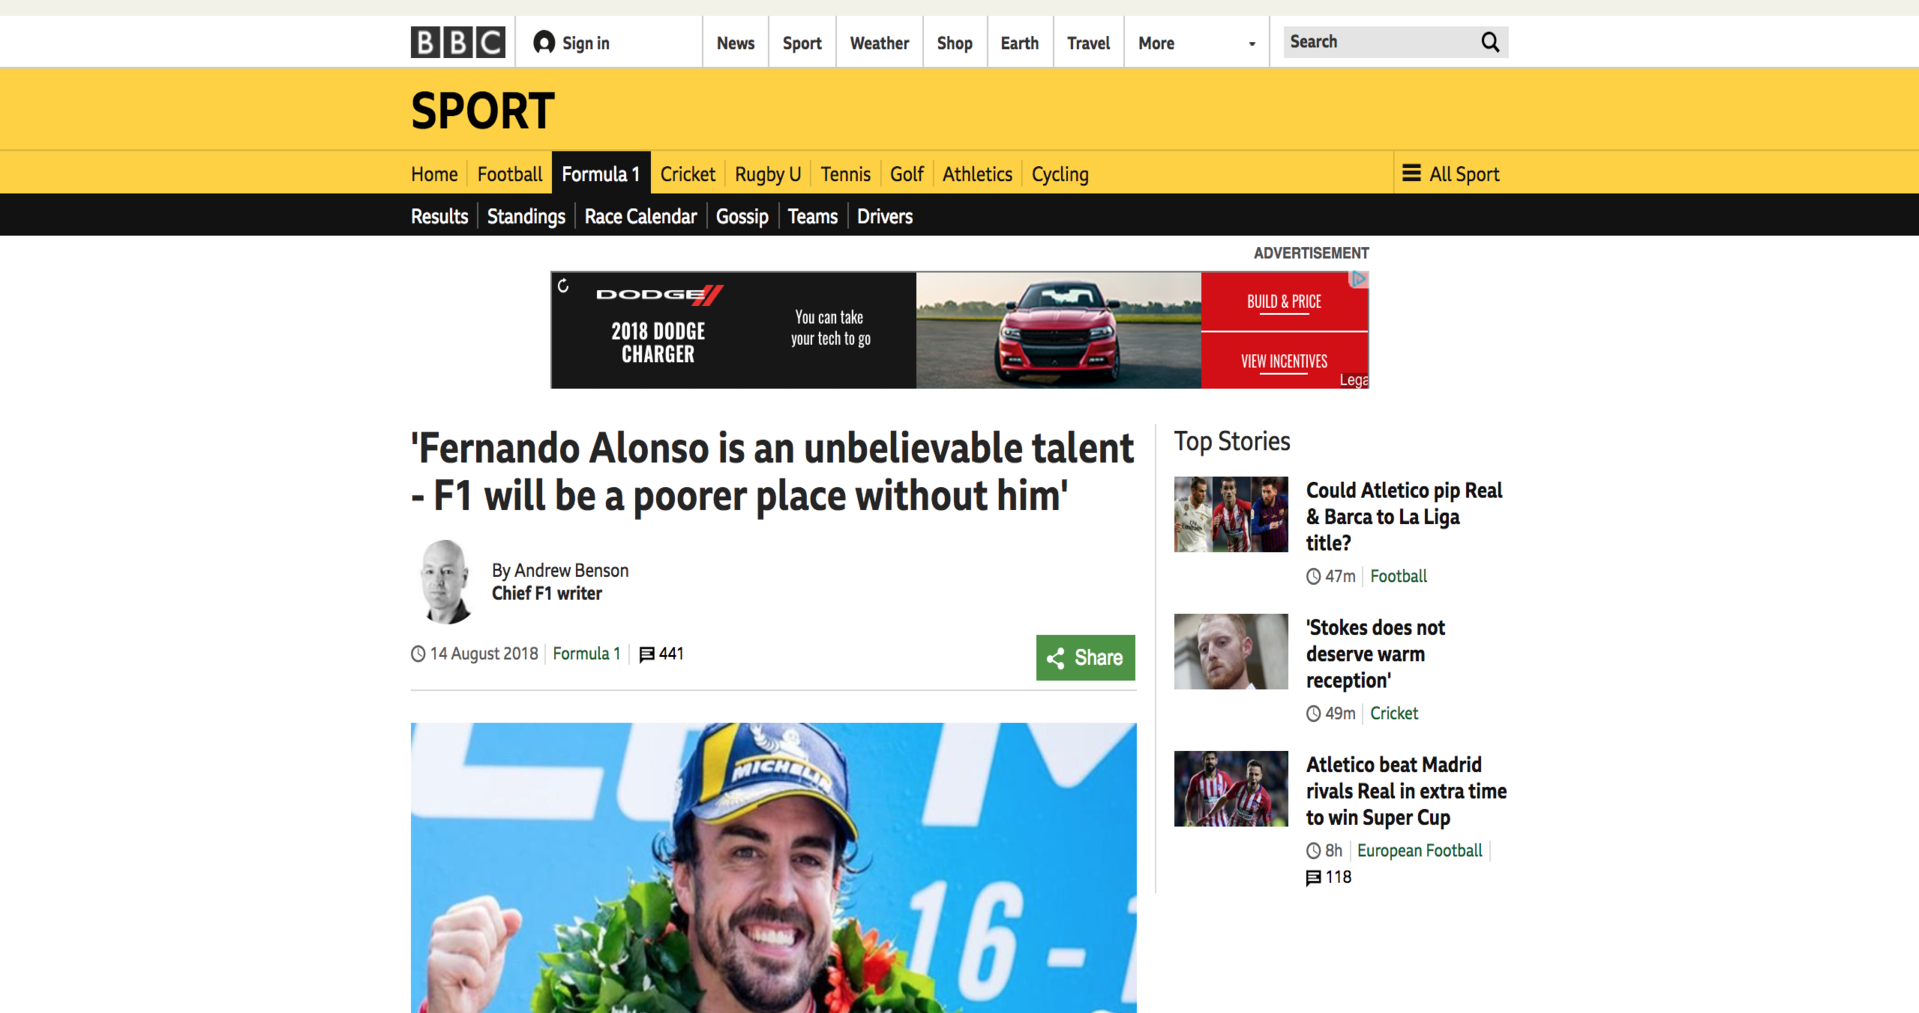 BBC
Sign in
News
Sport
Weather
Shop
Earth
Travel
More
Search
SPORT
Home
Football
Formula 1
Cricket
Rugby U
Tennis
Golf
Athletics
Cycling
All Sport
Results
Standings
Race Calendar
Gossip
Teams
Drivers
ADVERTISEMENT
DODGE
2018 DODGE
CHARGER
You can take
your tech to go
BUILD & PRICE
VIEW INCENTIVES
Lega
'Fernando Alonso is an unbelievable talent
- F1 will be a poorer place without him'
By Andrew Benson
Chief F1 writer
14 August 2018
Formula 1
441
Share
MICHELIN
16 -
Top Stories
Could Atletico pip Real
& Barca to La Liga
title?
47m
Football
'Stokes does not
deserve warm
reception'
49m
Cricket
Atletico beat Madrid
rivals Real in extra time
to win Super Cup
8h
European Football
118